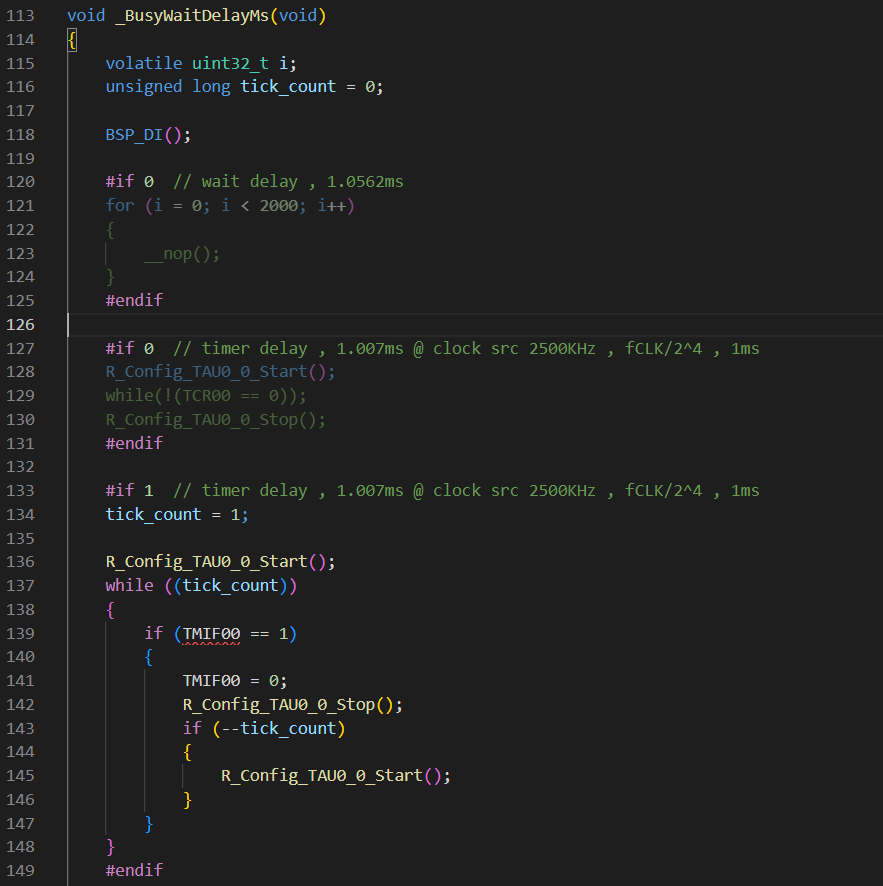 113 void _BusyWaitDelayMs(void)
114 {
115     volatile uint32_t i;
116     unsigned long tick_count = 0;
117
118     BSP_DI();
119
120     #if 0  // wait delay , 1.0562ms
121     for (i = 0; i < 2000; i++)
122     {
123         __nop();
124     }
125     #endif
126
127     #if 0  // timer delay , 1.007ms @ clock src 2500KHz , fCLK/2^4 , 1ms
128     R_Config_TAU0_0_Start();
129     while(!(TCR00 == 0));
130     R_Config_TAU0_0_Stop();
131     #endif
132
133     #if 1  // timer delay , 1.007ms @ clock src 2500KHz , fCLK/2^4 , 1ms
134     tick_count = 1;
135
136     R_Config_TAU0_0_Start();
137     while ((tick_count))
138     {
139         if (TMIF00 == 1)
140         {
141             TMIF00 = 0;
142             R_Config_TAU0_0_Stop();
143             if (--tick_count)
144             {
145                 R_Config_TAU0_0_Start();
146             }
147         }
148     }
149     #endif